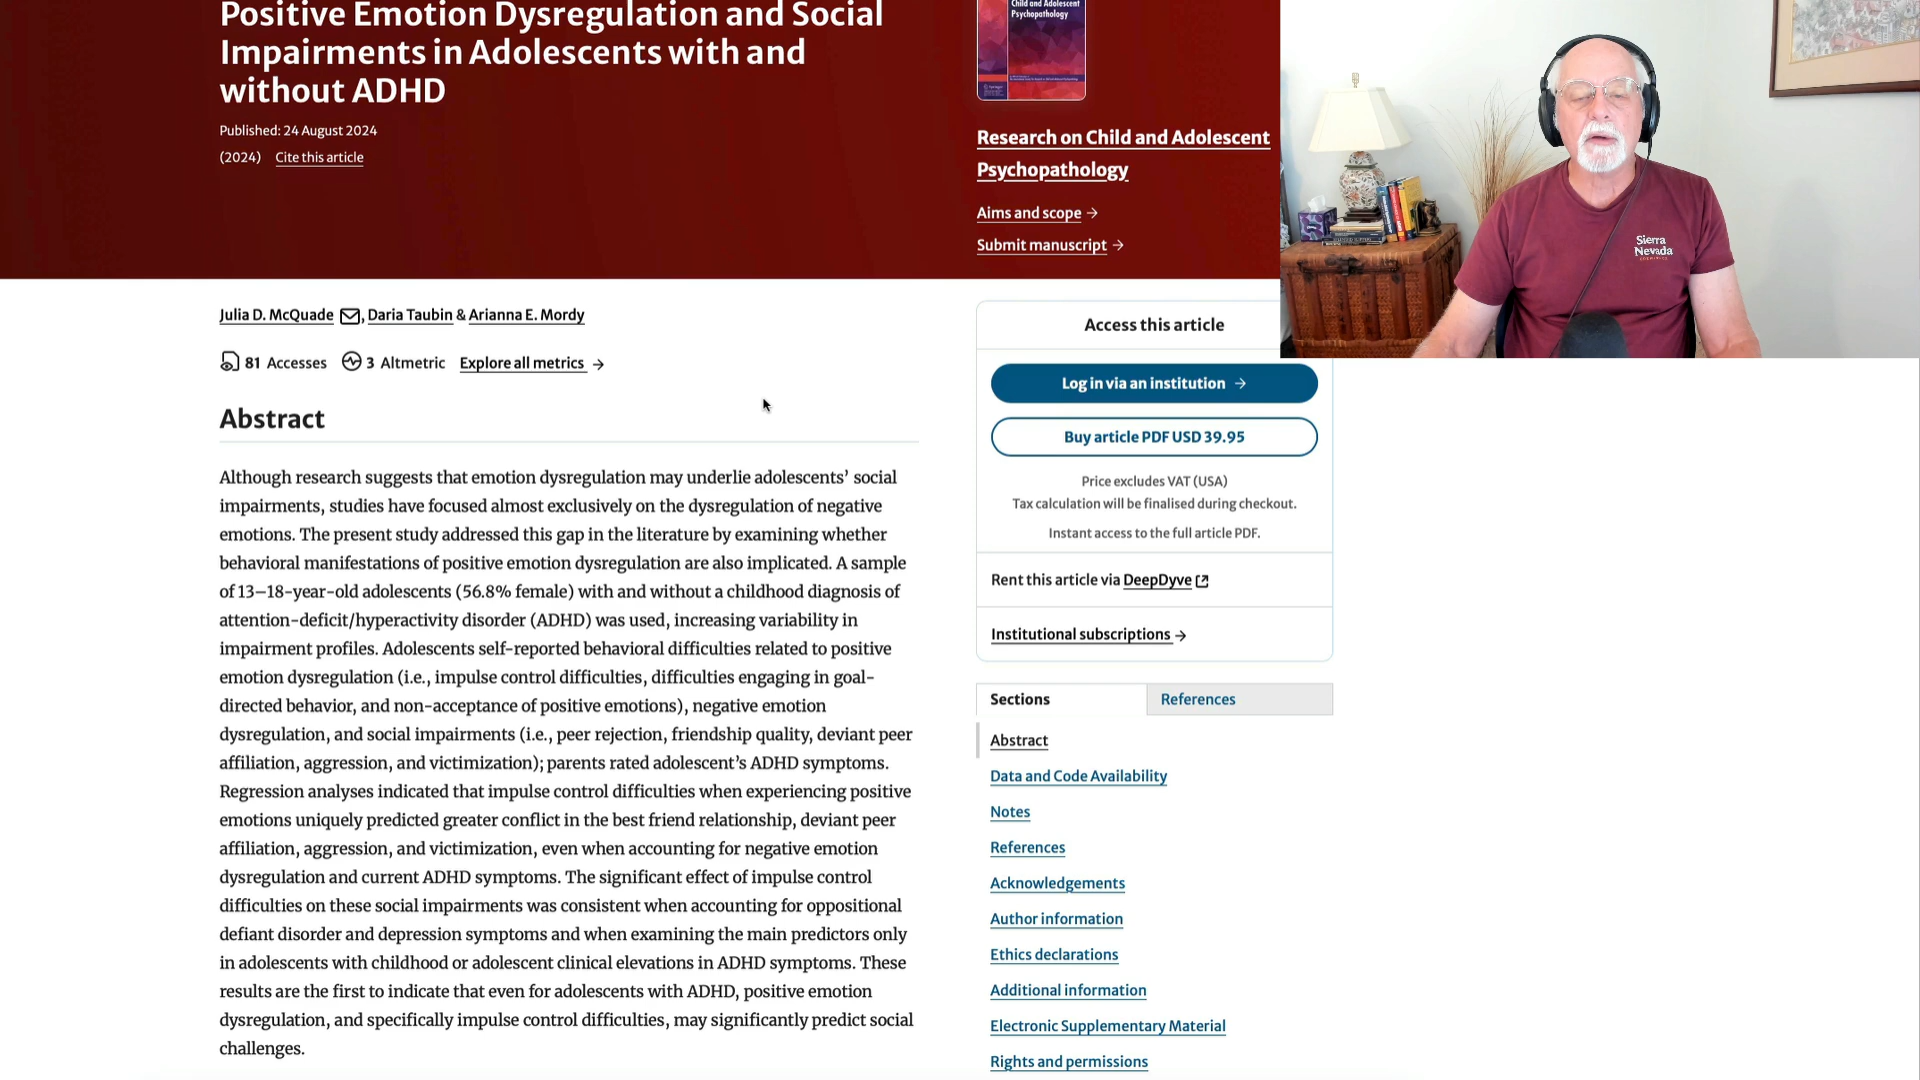 Positive Emotion Dysregulation and Social
Impairments in Adolescents with and
without ADHD
Published: 24 August 2024
(2024) Cite this article
Child and Adolescent
Psychopathology
Research on Child and Adolescent
Psychopathology
Aims and scope →
Submit manuscript →
Sierra
Nevada
Julia D. McQuade, Daria Taubin & Arianna E. Mordy
81 Accesses 3 Altmetric Explore all metrics →
Abstract
Although research suggests that emotion dysregulation may underlie adolescents’ social
impairments, studies have focused almost exclusively on the dysregulation of negative
emotions. The present study addressed this gap in the literature by examining whether
behavioral manifestations of positive emotion dysregulation are also implicated. A sample
of 13–18-year-old adolescents (56.8% female) with and without a childhood diagnosis of
attention-deficit/hyperactivity disorder (ADHD) was used, increasing variability in
impairment profiles. Adolescents self-reported behavioral difficulties related to positive
emotion dysregulation (i.e., impulse control difficulties, difficulties engaging in goal-
directed behavior, and non-acceptance of positive emotions), negative emotion
dysregulation, and social impairments (i.e., peer rejection, friendship quality, deviant peer
affiliation, aggression, and victimization); parents rated adolescent’s ADHD symptoms.
Regression analyses indicated that impulse control difficulties when experiencing positive
emotions uniquely predicted greater conflict in the best friend relationship, deviant peer
affiliation, aggression, and victimization, even when accounting for negative emotion
dysregulation and current ADHD symptoms. The significant effect of impulse control
difficulties on these social impairments was consistent when accounting for oppositional
defiant disorder and depression symptoms and when examining the main predictors only
in adolescents with childhood or adolescent clinical elevations in ADHD symptoms. These
results are the first to indicate that even for adolescents with ADHD, positive emotion
dysregulation, and specifically impulse control difficulties, may significantly predict social
challenges.
Access this article
Log in via an institution →
Buy article PDF USD 39.95
Price excludes VAT (USA)
Tax calculation will be finalised during checkout.
Instant access to the full article PDF.
Rent this article via DeepDyve
Institutional subscriptions →
Sections References
Abstract
Data and Code Availability
Notes
References
Acknowledgements
Author information
Ethics declarations
Additional information
Electronic Supplementary Material
Rights and permissions